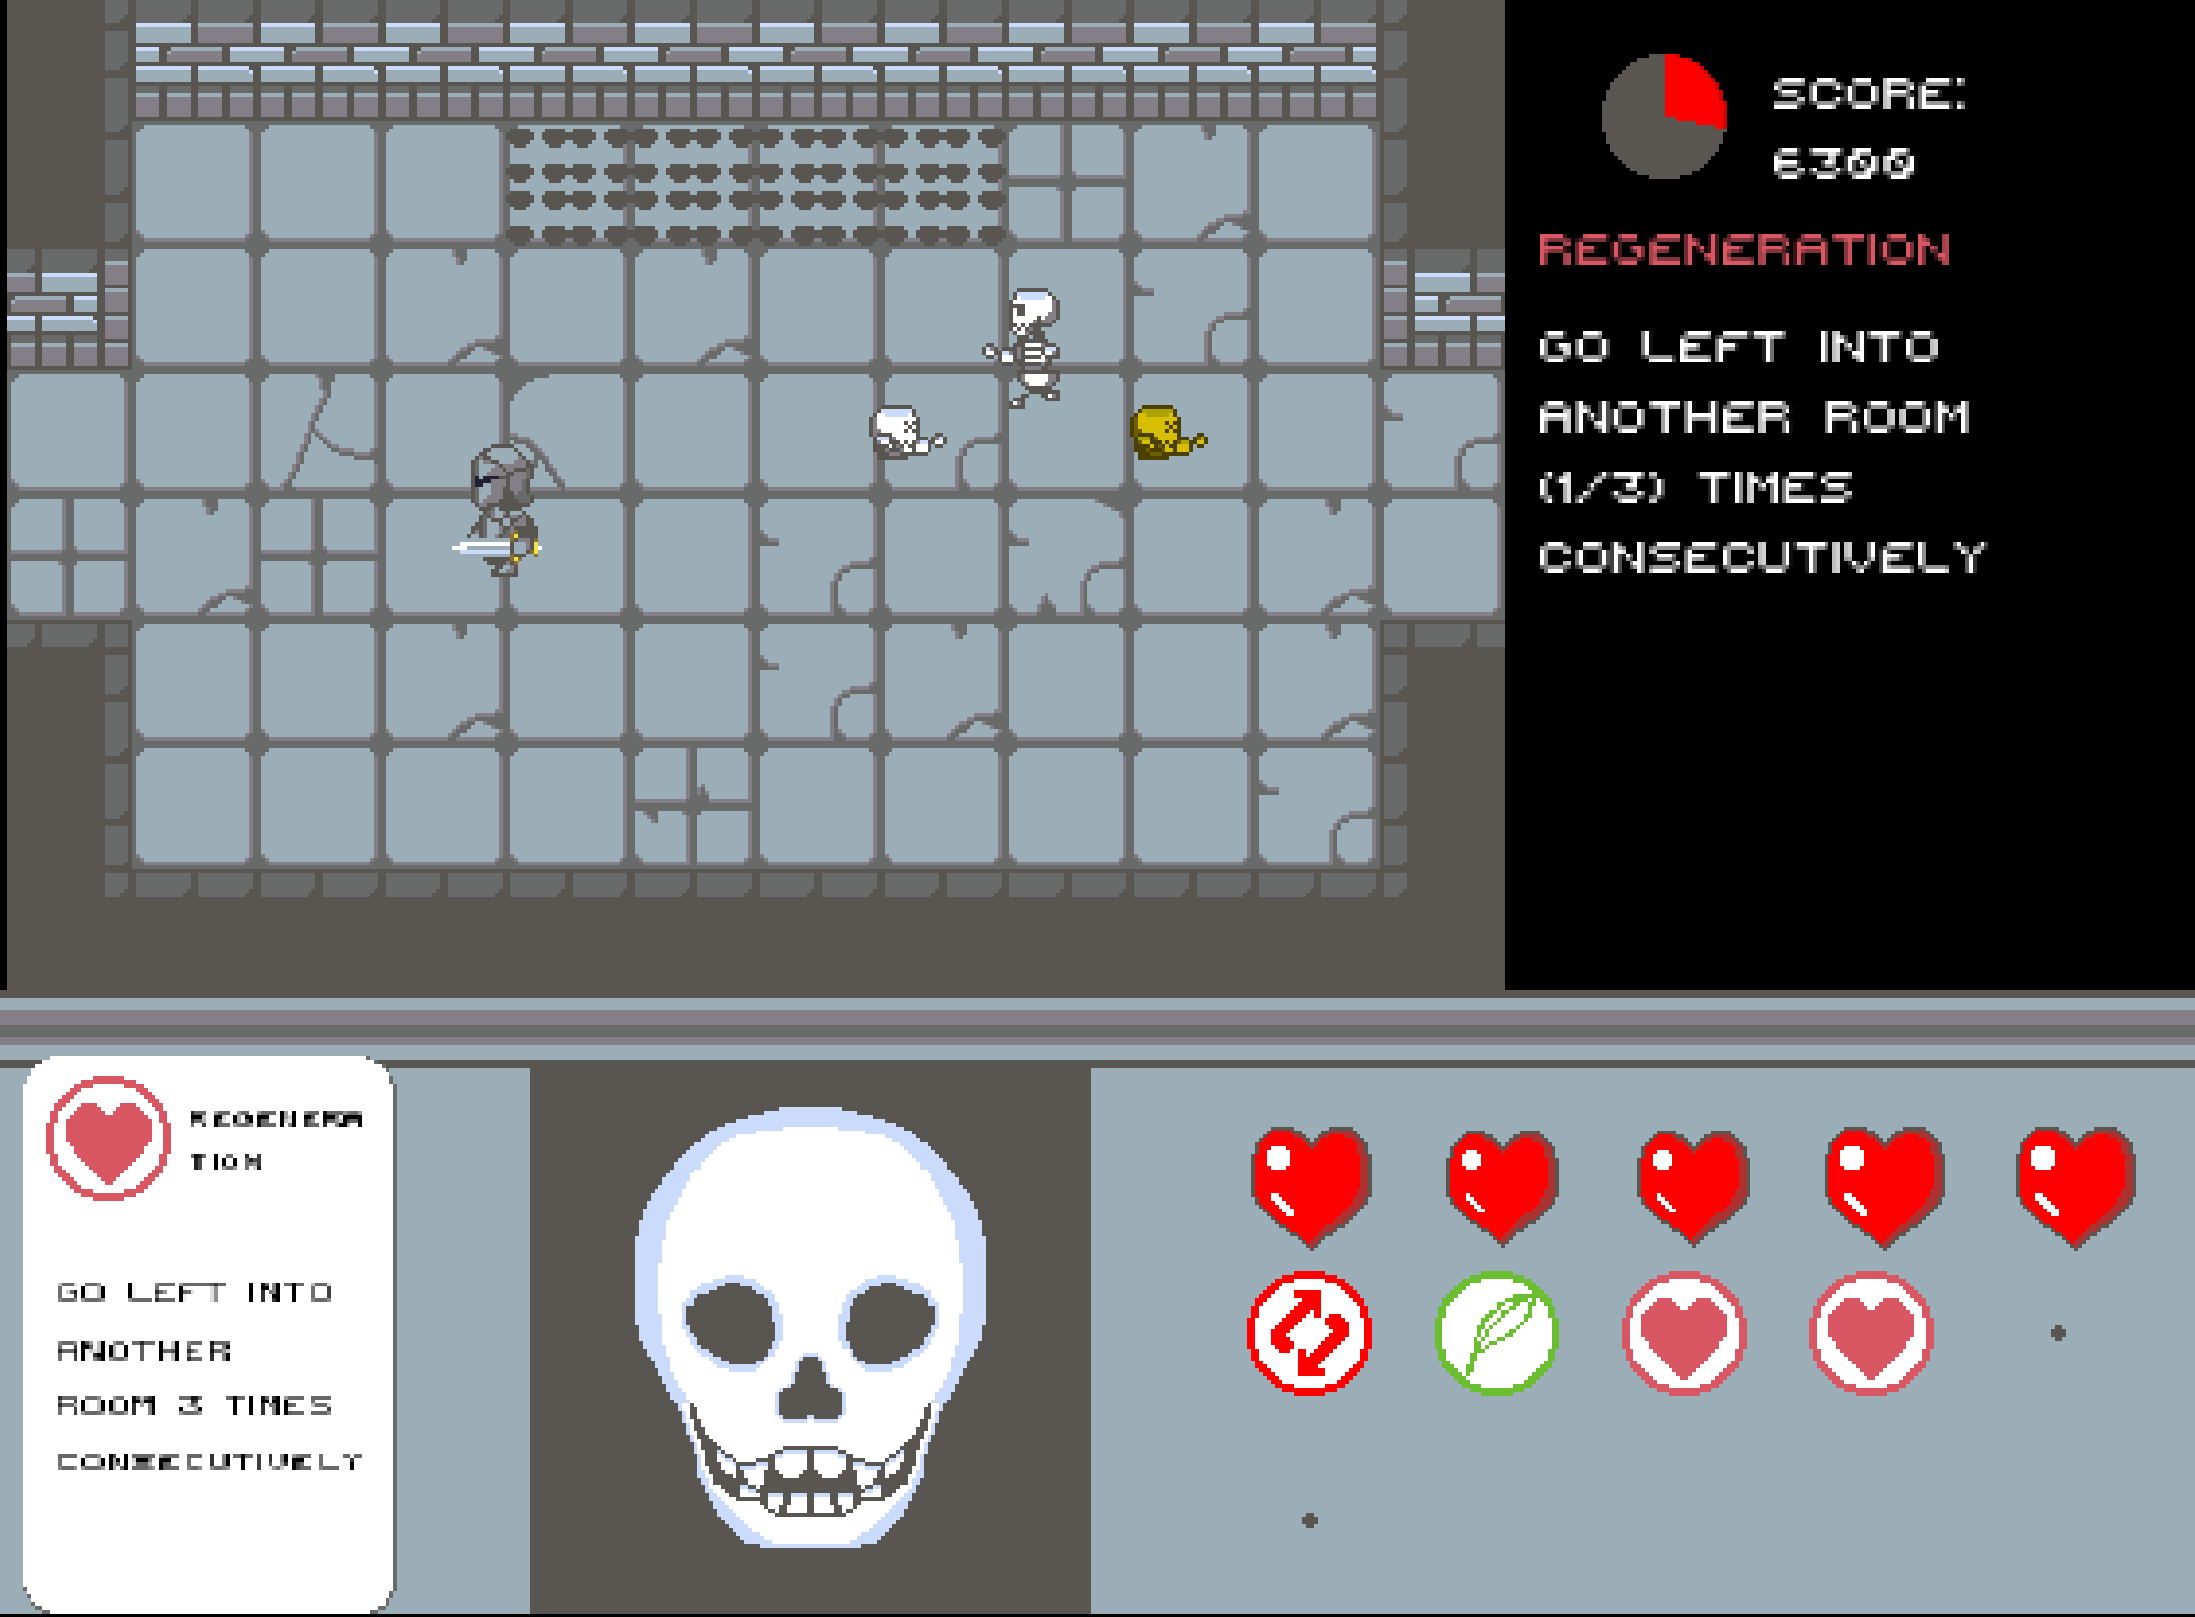 SCORE:
6300
REGENERATION
GO LEFT INTO
ANOTHER ROOM
(1/3) TIMES
CONSECUTIVELY
REGENERA
TION
GO LEFT INTO
ANOTHER
ROOM 3 TIMES
CONSECUTIVELY